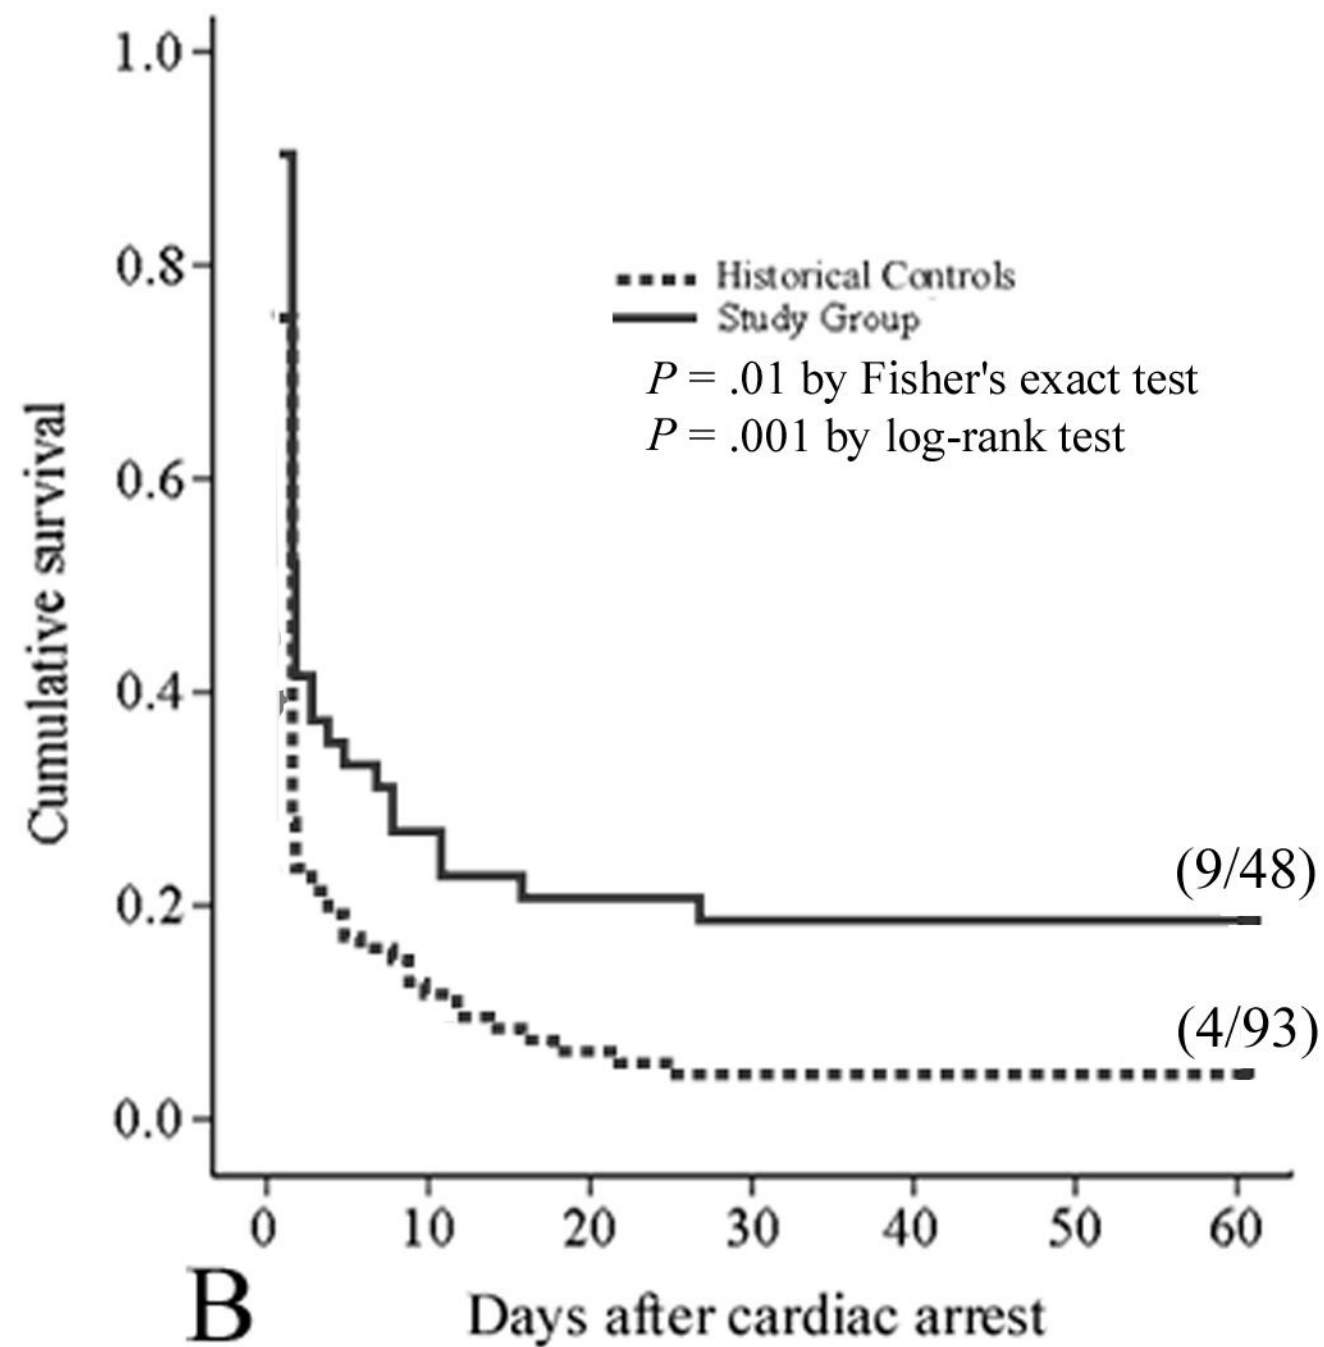 1.0
0.8
0.6
0.4
0.2
0.0
Cumulative survival
Historical Controls
Study Group
P = .01 by Fisher's exact test
P = .001 by log-rank test
(9/48)
(4/93)
0 10 20 30 40 50 60
B
Days after cardiac arrest